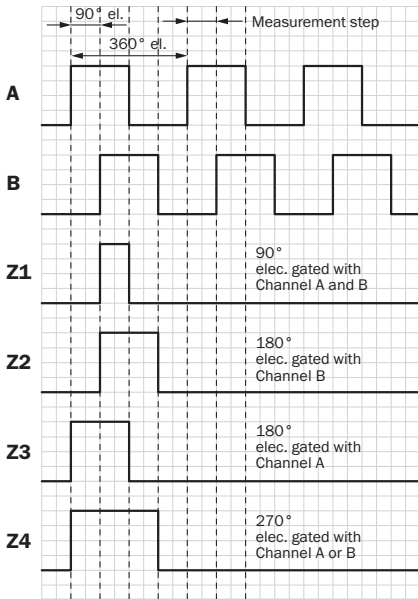 90° el.
Measurement step
360° el.
A
B
Z1
90°
elec. gated with
Channel A and B
Z2
180°
elec. gated with
Channel B
Z3
180°
elec. gated with
Channel A
Z4
270°
elec. gated with
Channel A or B